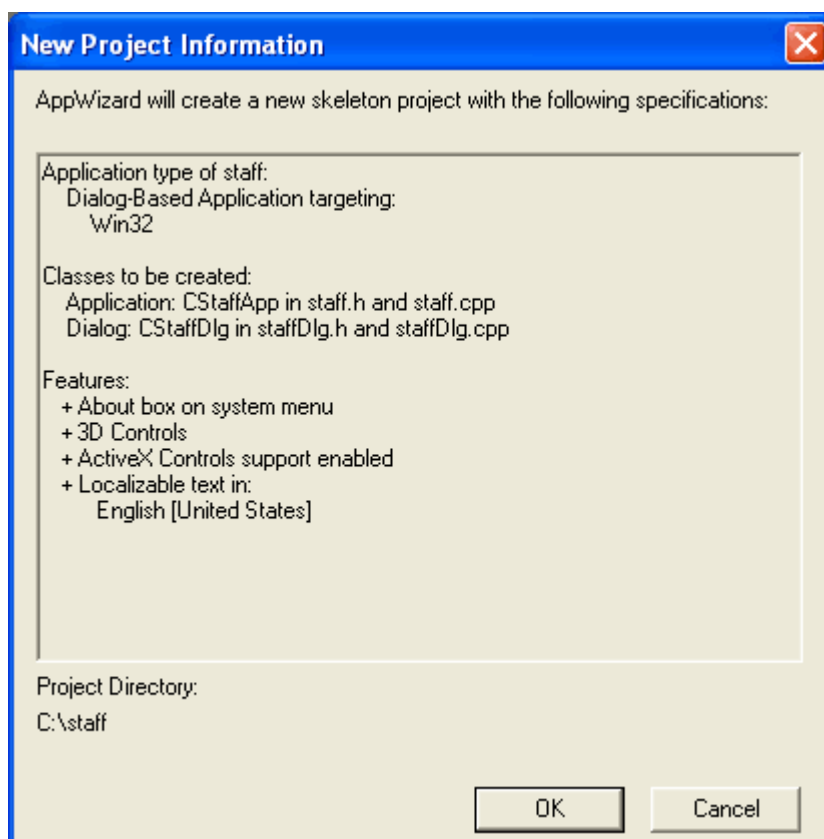 New Project Information
AppWizard will create a new skeleton project with the following specifications:
Application type of staff:
Dialog-Based Application targeting:
Win32
Classes to be created:
Application: CStaffApp in staff.h and staff.cpp
Dialog: CStaffDlg in staffDlg.h and staffDlg.cpp
Features:
+ About box on system menu
+ 3D Controls
+ ActiveX Controls support enabled
+ Localizable text in:
English [United States]
Project Directory:
C:\staff
OK Cancel